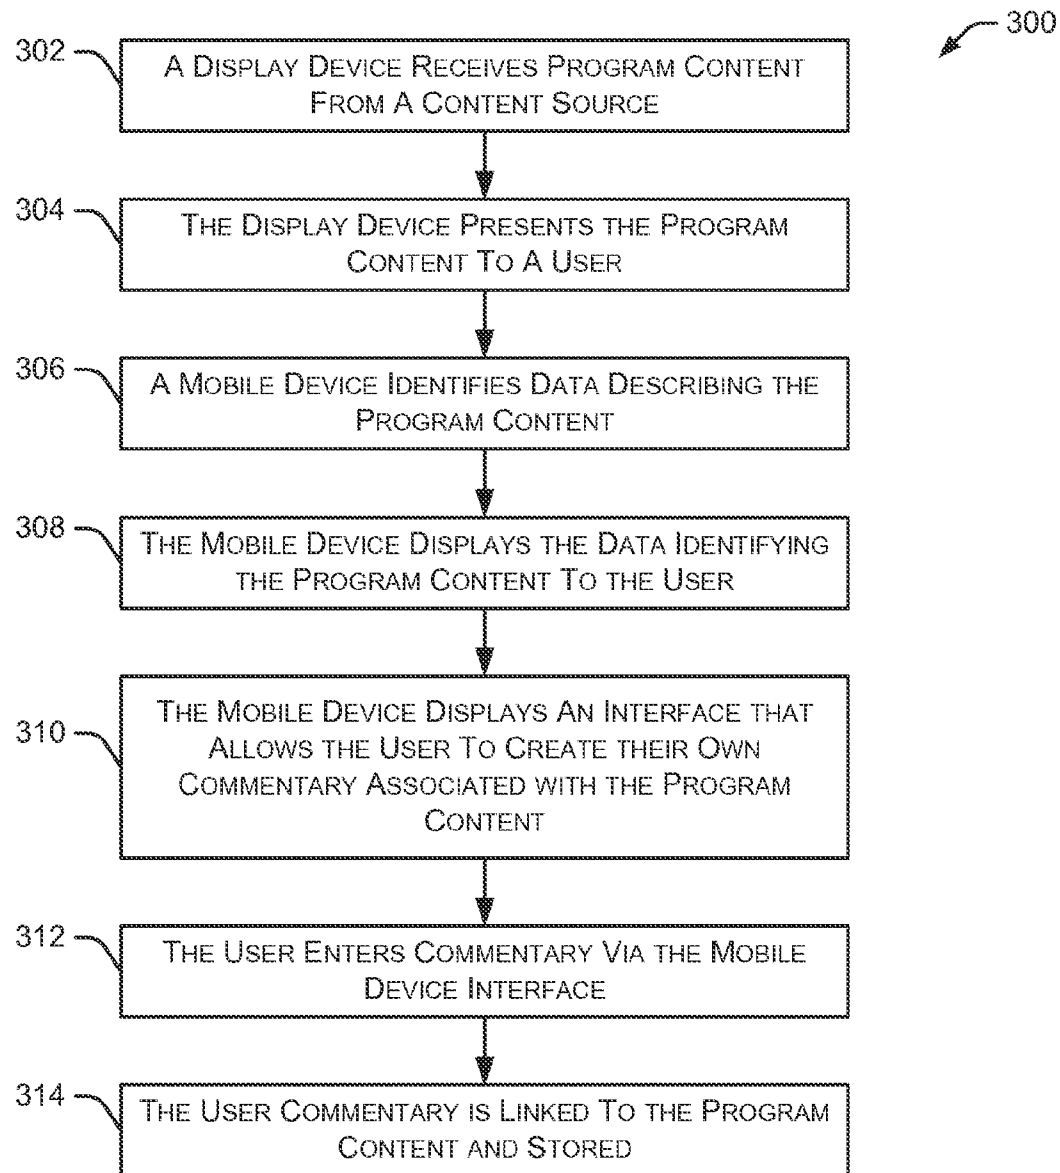 300
302
A DISPLAY DEVICE RECEIVES PROGRAM CONTENT
FROM A CONTENT SOURCE
304
THE DISPLAY DEVICE PRESENTS THE PROGRAM
CONTENT TO A USER
306
A MOBILE DEVICE IDENTIFIES DATA DESCRIBING THE
PROGRAM CONTENT
308
THE MOBILE DEVICE DISPLAYS THE DATA IDENTIFYING
THE PROGRAM CONTENT TO THE USER
310
THE MOBILE DEVICE DISPLAYS AN INTERFACE THAT
ALLOWS THE USER TO CREATE THEIR OWN
COMMENTARY ASSOCIATED WITH THE PROGRAM
CONTENT
312
THE USER ENTERS COMMENTARY VIA THE MOBILE
DEVICE INTERFACE
314
THE USER COMMENTARY IS LINKED TO THE PROGRAM
CONTENT AND STORED